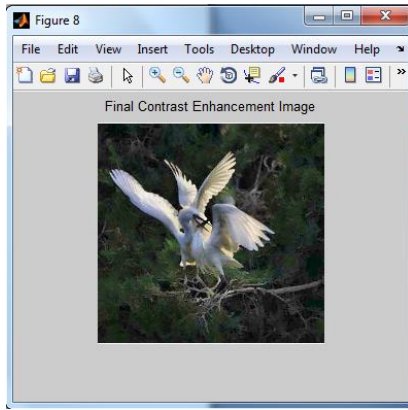 Figure 8
File Edit View Insert Tools Desktop Window Help
Final Contrast Enhancement Image